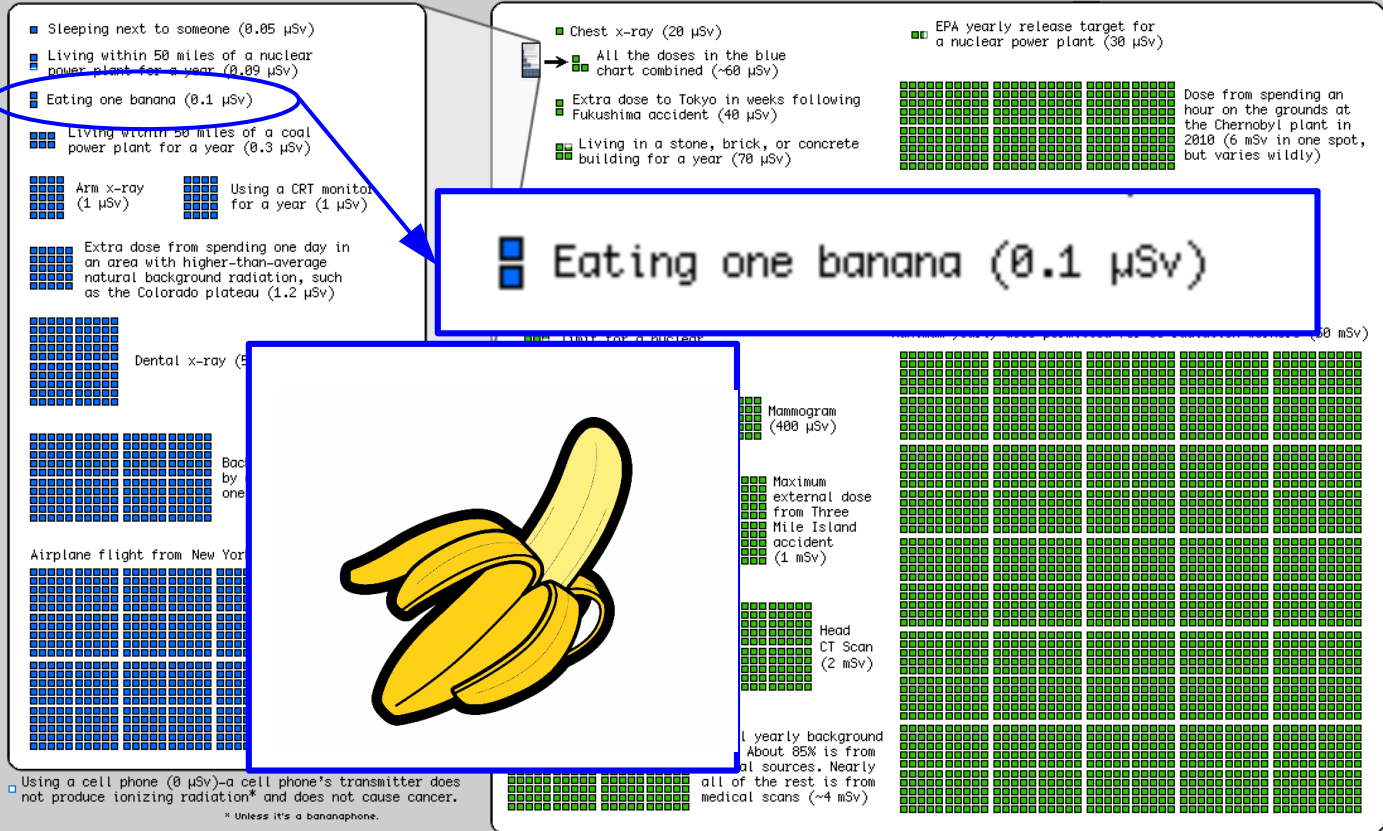 Sleeping next to someone (0.05 µSv)
Living within 50 miles of a nuclear
power plant for a year (0.09 µSv)
Eating one banana (0.1 µSv)
Living within 50 miles of a coal
power plant for a year (0.3 µSv)
Arm x-ray
(1 µSv)
Using a CRT monitor
for a year (1 µSv)
Extra dose from spending one day in
an area with higher-than-average
natural background radiation, such
as the Colorado plateau (1.2 µSv)
Dental x-ray (5
by
one
Airplane flight from New
Using a cell phone (0 µSv)-a cell phone's transmitter does
not produce ionizing radiation* and does not cause cancer.
* Unless it's a bananaphone.
Chest x-ray (20 µSv)
All the doses in the blue
chart combined (~60 µSv)
Extra dose to Tokyo in weeks following
Fukushima accident (40 µSv)
Living in a stone, brick, or concrete
building for a year (70 µSv)
EPA yearly release target for
a nuclear power plant (30 µSv)
Dose from spending an
hour on the grounds at
the Chernobyl plant in
2010 (6 mSv in one spot,
but varies wildly)
Eating one banana (0.1 µSv)
mSv)
Mammogram
(400 µSv)
Maximum
external dose
from Three
Mile Island
accident
(1 mSv)
Head
CT Scan
(2 mSv)
yearly background
About 85% is from
sources. Nearly
all of the rest is from
medical scans (~4 mSv)